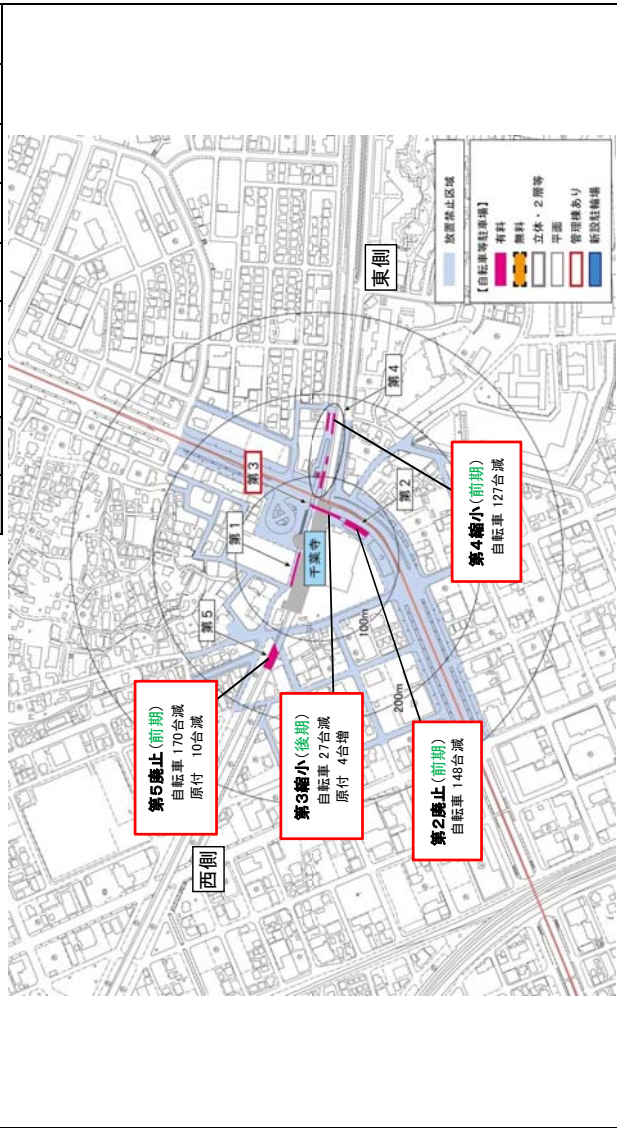 西側
東側
第5廃止(前期)
自転車 170台減
原付 10台減
第3縮小(後期)
自転車 27台減
原付 4台増
第2廃止(前期)
自転車 148台減
第4縮小(前期)
自転車 127台減
第5
第1
第3
千葉寺
第2
第4
100m
200m
放置禁止区域
【自転車等駐車場】
有料
無料
立体・2層等
平面
管理棟あり
新設駐輪場